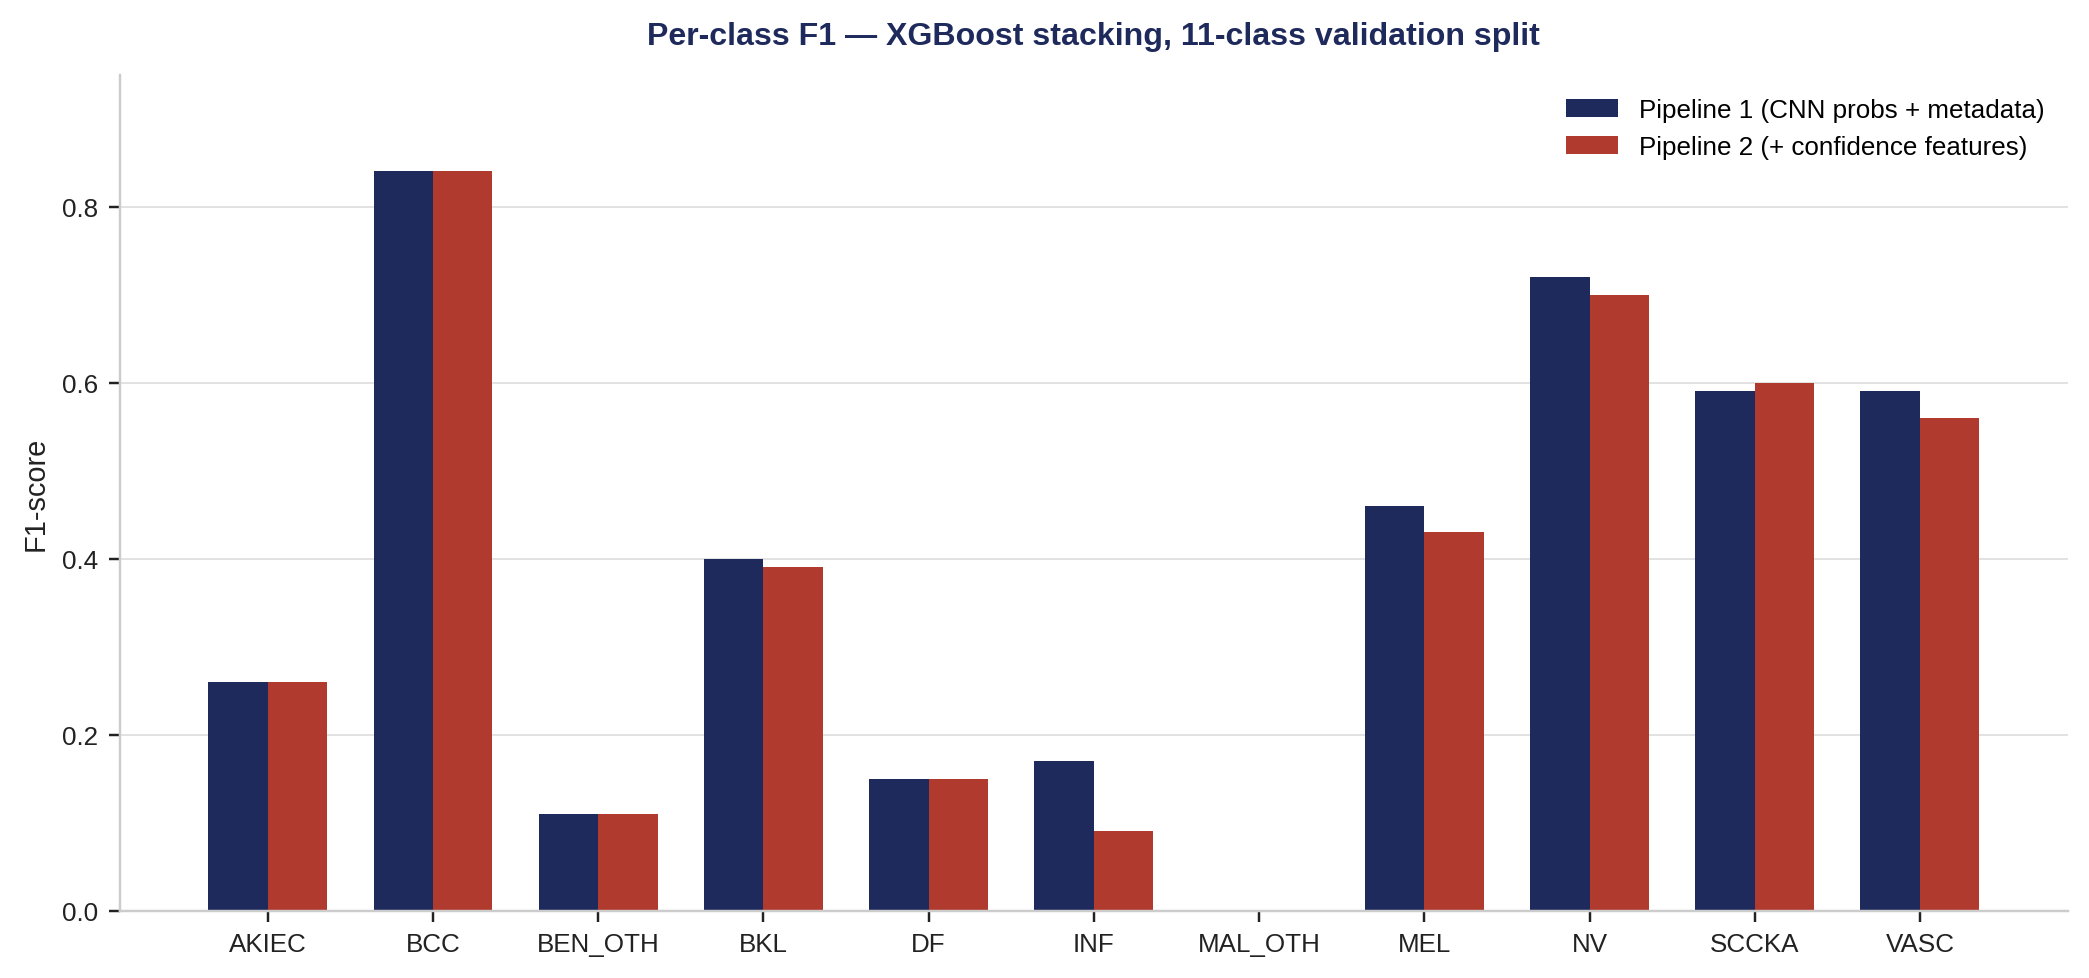 Per-class F1 — XGBoost stacking, 11-class validation split
Pipeline 1 (CNN probs + metadata)
Pipeline 2 (+ confidence features)
F1-score
0.8
0.6
0.4
0.2
0.0
AKIEC
BCC
BEN_OTH
BKL
DF
INF
MAL_OTH
MEL
NV
SCCKA
VASC